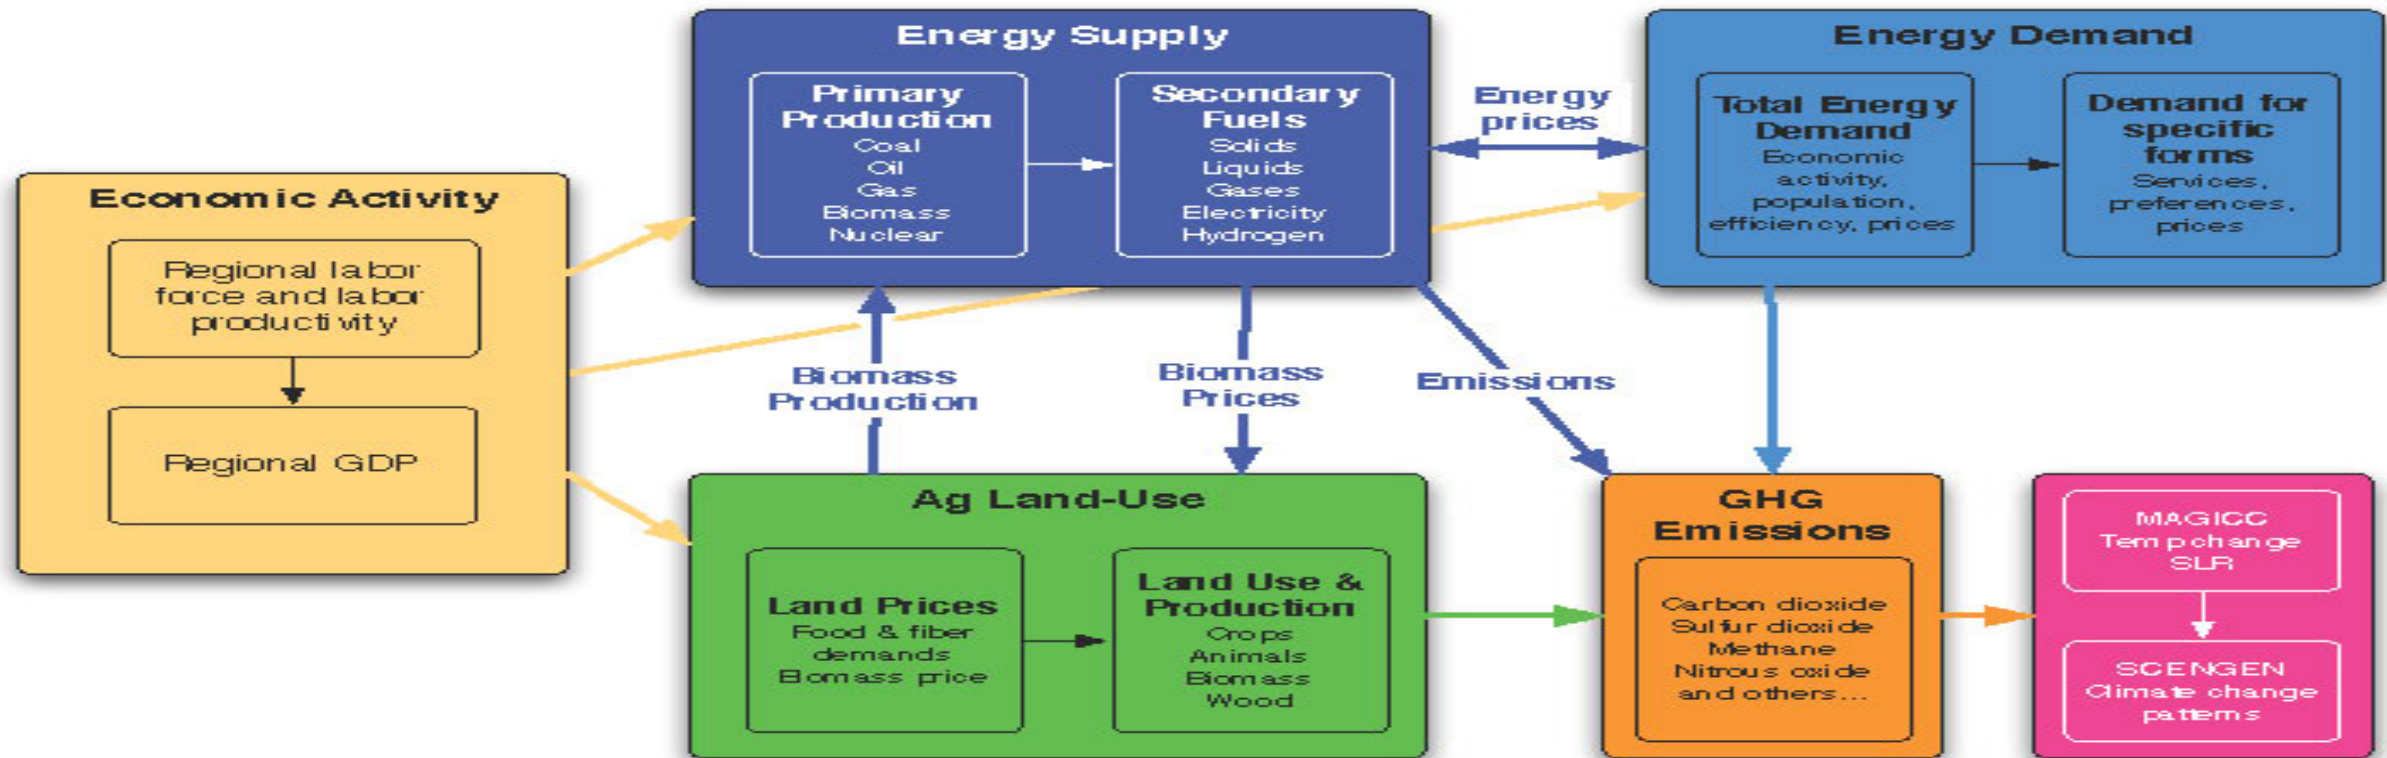 Economic Activity
Regional labor
force and labor
productivity
Regional GDP
Energy Supply
Primary
Production
Coal
Oil
Gas
Biomass
Nuclear
Secondary
Fuels
Solids
Liquids
Gases
Electricity
Hydrogen
Energy
prices
Energy Demand
Total Energy
Demand
Economic
activity,
population,
efficiency, prices
Demand for
specific
forms
Services,
preferences,
prices
Biomass
Production
Biomass
Prices
Emissions
Ag Land-Use
Land Prices
Food & fiber
demands
Biomass price
Land Use &
Production
Crops
Animals
Biomass
Wood
GHG
Emissions
Carbon dioxide
Sulfur dioxide
Methane
Nitrous oxide
and others...
MAGICC
Temp change
SLR
SCENGEN
Climate change
patterns